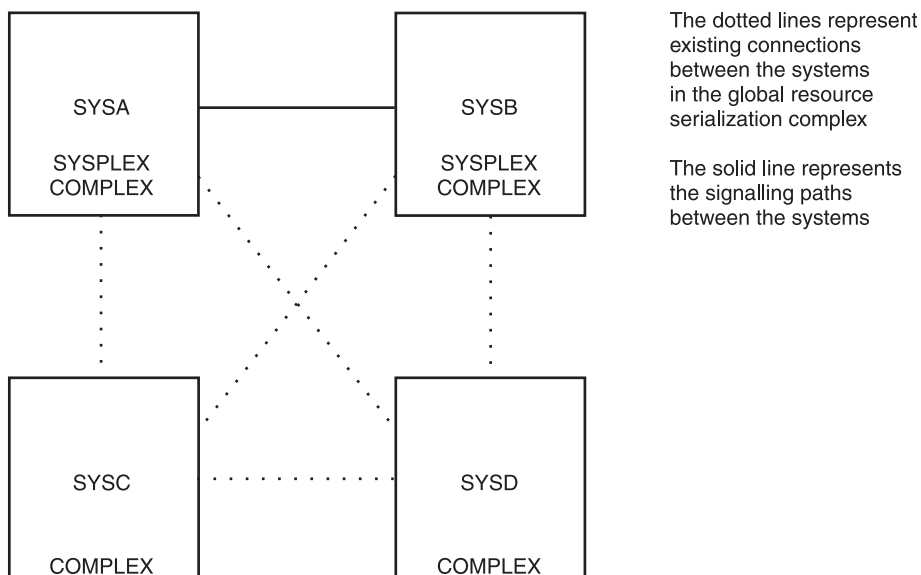 SYSA
SYSPLEX
COMPLEX
SYSB
SYSPLEX
COMPLEX
The dotted lines represent
existing connections
between the systems
in the global resource
serialization complex
The solid line represents
the signalling paths
between the systems
SYSC
COMPLEX
SYSD
COMPLEX